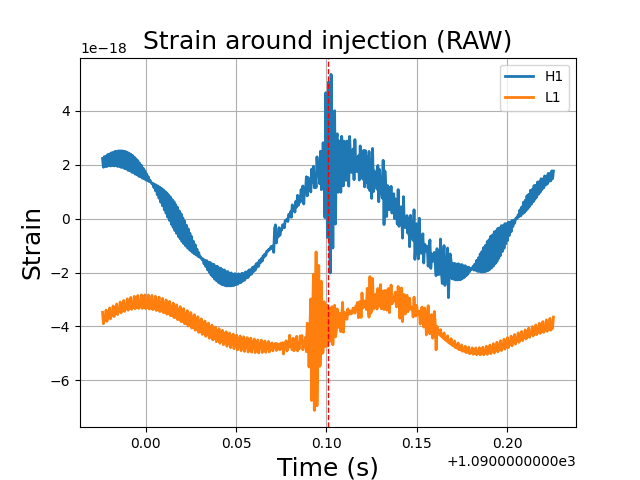 Strain around injection (RAW)
1e−18
H1
L1
4
2
0
−2
−4
−6
Strain
0.00 0.05 0.10 0.15 0.20
+1.0900000000e3
Time (s)